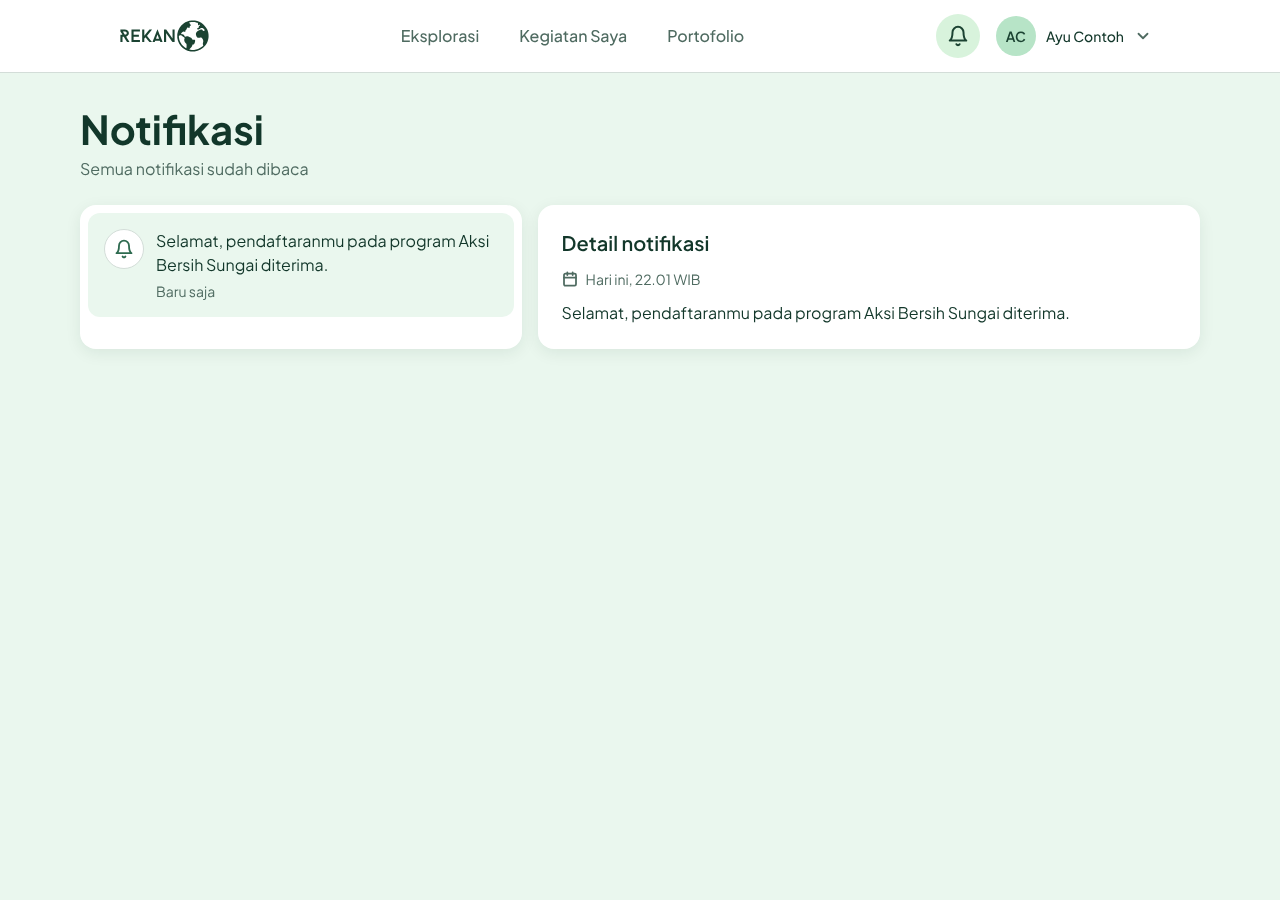 REKAN
Eksplorasi
Kegiatan Saya
Portofolio
AC
Ayu Contoh
Notifikasi
Semua notifikasi sudah dibaca
Selamat, pendaftaranmu pada program Aksi
Bersih Sungai diterima.
Baru saja
Detail notifikasi
Hari ini, 22.01 WIB
Selamat, pendaftaranmu pada program Aksi Bersih Sungai diterima.